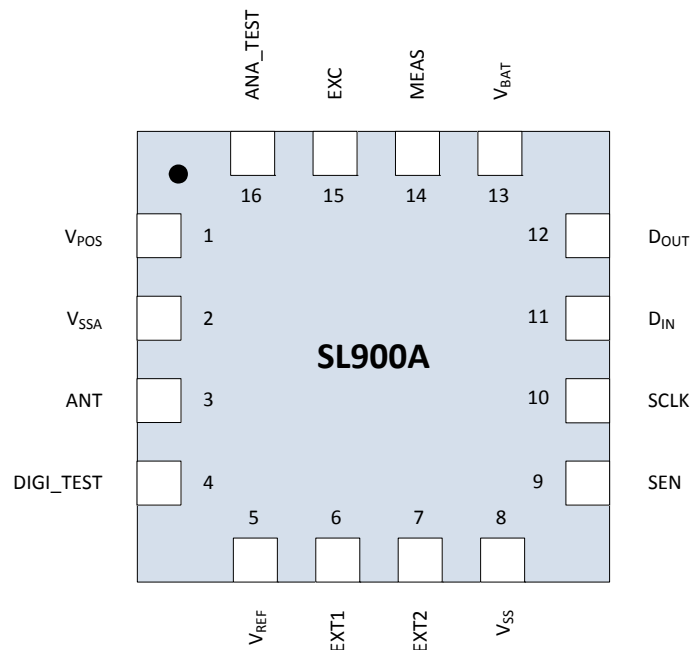 ANA_TEST
EXC
MEAS
VBAT
16
15
14
13
VPOS
1
12
DOUT
VSSA
2
11
DIN
SL900A
ANT
3
10
SCLK
DIGI_TEST
4
9
SEN
5
6
7
8
VREF
EXT1
EXT2
VSS